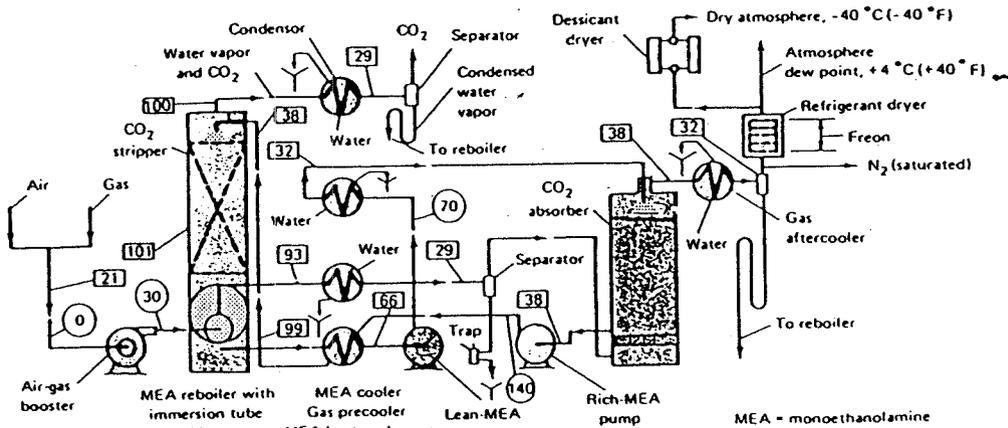 Dessicant
dryer
Dry atmosphere, -40 °C (-40 °F)
Atmosphere
dew point, +4 °C (+40 °F)
Refrigerant dryer
Freon
N₂ (saturated)
Condensor
Water vapor
and CO₂
29
CO₂
Separator
Condensed
water
vapor
Water
To reboiler
100
38
CO₂
stripper
32
Water
70
CO₂
absorber
38
32
Water
Gas
aftercooler
Air
Gas
101
21
0
30
93
Water
29
Separator
99
66
Trap
38
140
To reboiler
Air-gas
booster
MEA reboiler with
immersion tube
MEA cooler
Gas precooler
Lean-MEA
Rich-MEA
pump
MEA = monoethanolamine